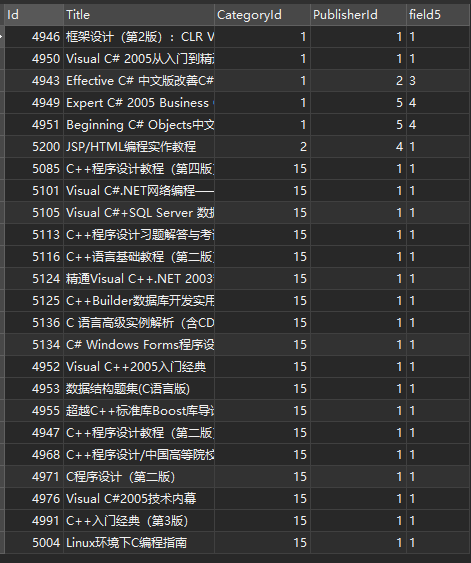 Id Title CategoryId PublisherId field5
4946 框架设计（第2版）: CLR V 1 1 1
4950 Visual C# 2005从入门到精 1 1 1
4943 Effective C# 中文版改善C# 1 2 3
4949 Expert C# 2005 Business 1 5 4
4951 Beginning C# Objects中文 1 5 4
5200 JSP/HTML编程实作教程 2 4 1
5085 C++程序设计教程（第四版 15 1 1
5101 Visual C#.NET网络编程—— 15 1 1
5105 Visual C#+SQL Server 数据 15 1 1
5113 C++程序设计习题解答与考 15 1 1
5116 C++语言基础教程（第二版 15 1 1
5124 精通Visual C++.NET 2003 15 1 1
5125 C++Builder数据库开发实用 15 1 1
5136 C 语言高级实例解析（含CD 15 1 1
5134 C# Windows Forms程序设 15 1 1
4952 Visual C++2005入门经典 15 1 1
4953 数据结构题集(C语言版) 15 1 1
4955 超越C++标准库Boost库导 15 1 1
4947 C++程序设计教程（第二版 15 1 1
4968 C++程序设计/中国高等院校 15 1 1
4971 C程序设计（第二版） 15 1 1
4976 Visual C#2005技术内幕 15 1 1
4991 C++入门经典（第3版） 15 1 1
5004 Linux环境下C编程指南 15 1 1